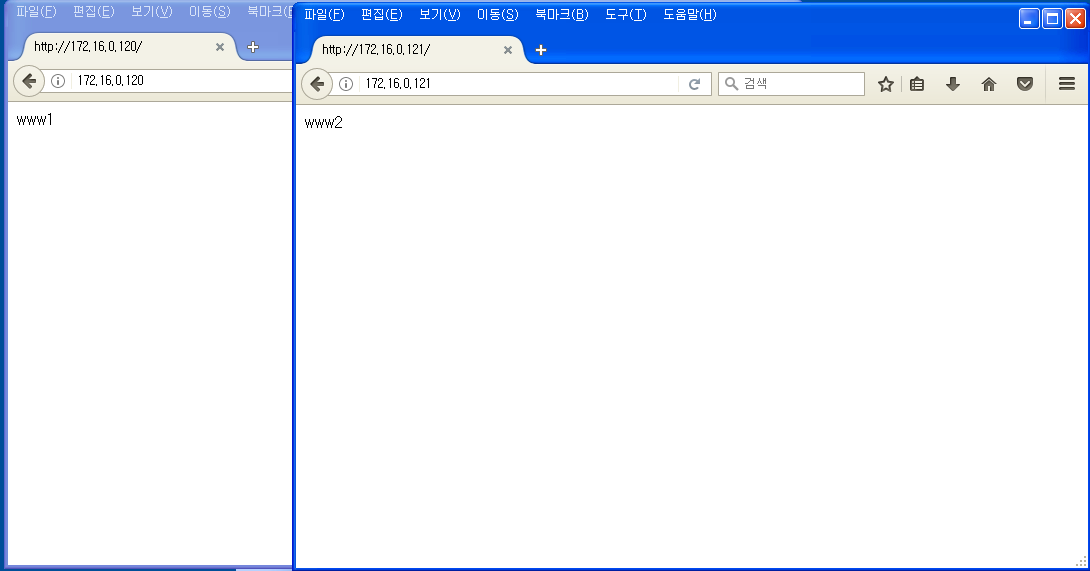 파일(F) 편집(E) 보기(V) 이동(S) 북마크(B
http://172.16.0.120/
172.16.0.120
www1
파일(F) 편집(E) 보기(V) 이동(S) 북마크(B) 도구(T) 도움말(H)
http://172.16.0.121/
172.16.0.121 검색
www2